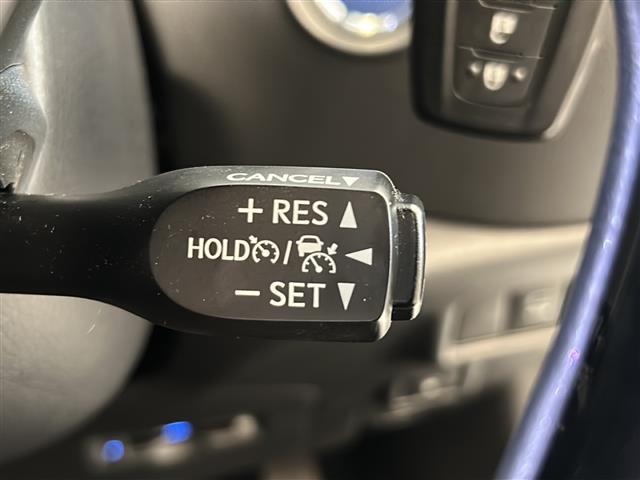 CANCEL▼
+ RES ▲
HOLD / ◀
− SET ▼